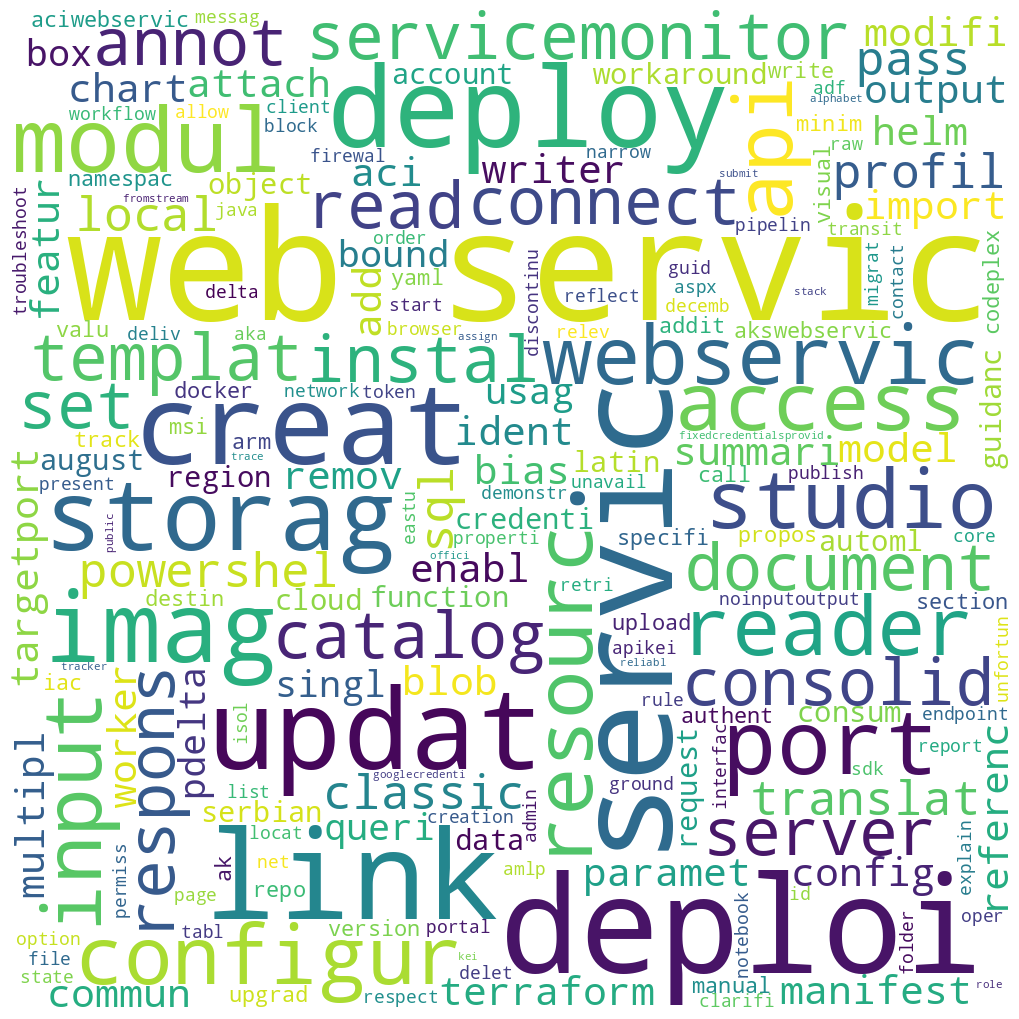 aciwebservic messag
servicemonitor
modifi
box annot
deploy
pass
chart attach
account
workaround write
adf
output
workflow allow client
block
api
alphabet
minim
helm
modul
firewal
writer
narrow
raw
namespac
object
aci
submit
visual
profil
troubleshoot
featur
fromstream
local
java
read connect
pipelin
transit
import
order
bound
web servic
delta
add
yaml
start
discontinu
reflect
guid
aspx
decemb
stack
migrat
contact
codeplex
valu deliv aka
browser
assign
relev
addit
akswebservic
templat instal
webservic
guidanc
set
docker
network token
usag
access
creat
msi
arm
ident
fixedcredentialsprovid
track
trace
summari
model
august
present
region
remov
bias
latin
unavail
call
publish
targetport
storag
public
eastu
sql
demonstr
credenti
properti
offici
specifi
studio
propos
automl
core
powershel
enabl
retri
document
destin
cloud function
noinputoutput
section
imag
catalog
resourc
servic
upload
apikei
reliabl
reader
tracker
iac
singl
blob
rule
consolid
unfortun
input
worker
respons
pdelta
isol
updat
authent
consum
endpoint
multipl
googlecredenti
ground
interfac
port
report
sdk
list
classic
request
translat
referenc
serbian
creation
locat
queri
data
admin
server
explain
permiss
ak
net
repo
link
amlp
paramet
config
id
page
option
tabl
version
portal
deploi
notebook
folder
oper
file
configur
kei
state
delet
commun
upgrad
respect
terraform
manual
clarifi
manifest
role